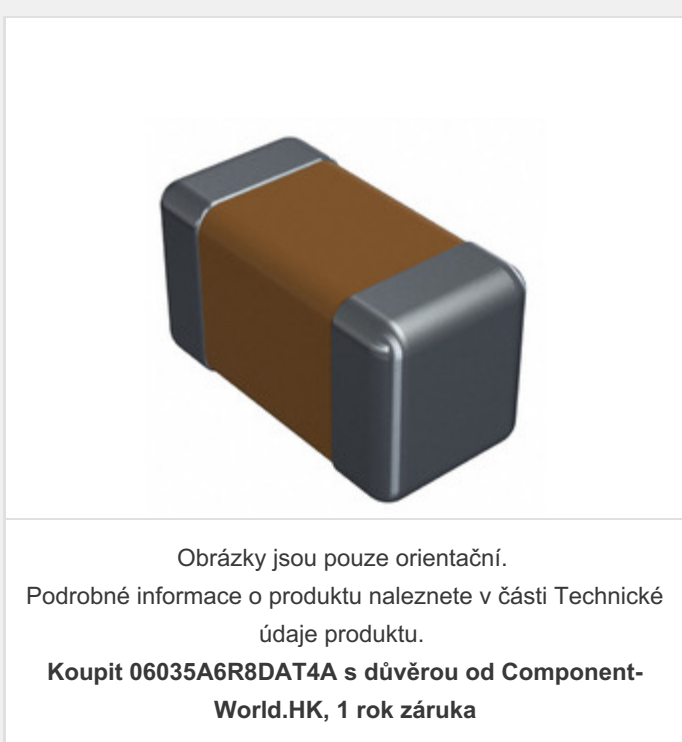 Obrázky jsou pouze orientační.
Podrobné informace o produktu naleznete v části Technické
údaje produktu.
Koupit 06035A6R8DAT4A s důvěrou od Component-
World.HK, 1 rok záruka